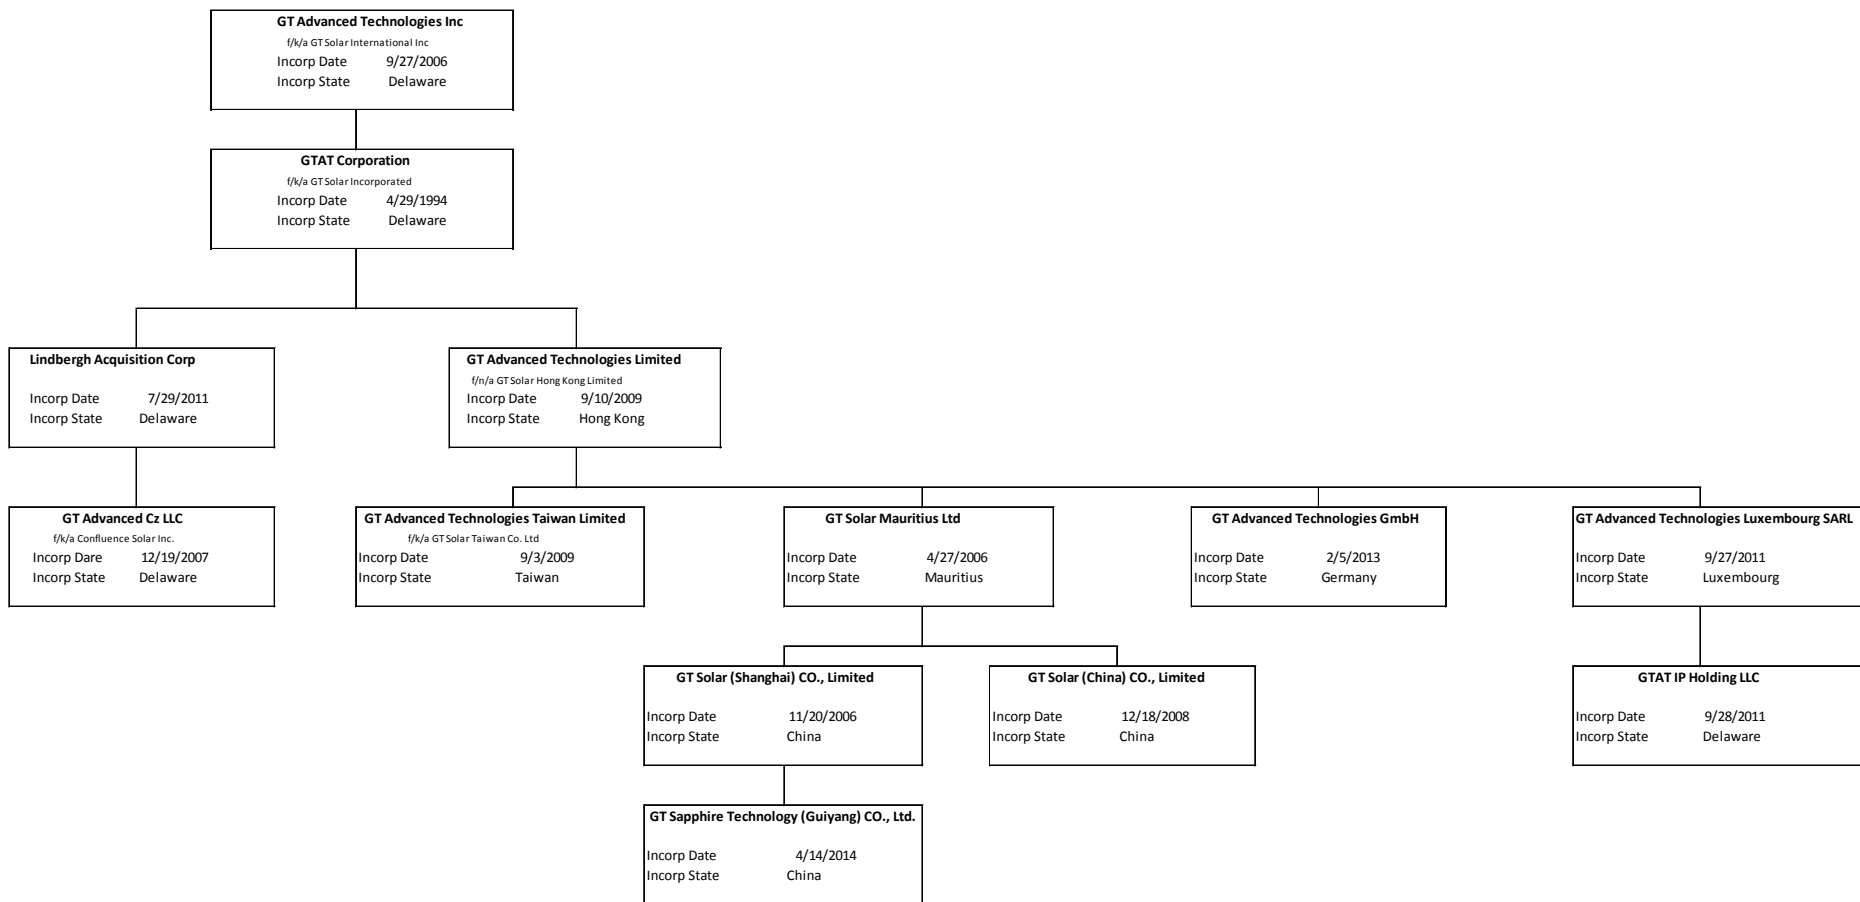 GT Advanced Technologies Inc
f/k/a GT Solar International Inc
Incorp Date 9/27/2006
Incorp State Delaware
GTAT Corporation
f/k/a GT Solar Incorporated
Incorp Date 4/29/1994
Incorp State Delaware
Lindbergh Acquisition Corp
Incorp Date 7/29/2011
Incorp State Delaware
GT Advanced Technologies Limited
f/n/a GT Solar Hong Kong Limited
Incorp Date 9/10/2009
Incorp State Hong Kong
GT Advanced Cz LLC
f/k/a Confluence Solar Inc.
Incorp Dare 12/19/2007
Incorp State Delaware
GT Advanced Technologies Taiwan Limited
f/k/a GT Solar Taiwan Co. Ltd
Incorp Date 9/3/2009
Incorp State Taiwan
GT Solar Mauritius Ltd
Incorp Date 4/27/2006
Incorp State Mauritius
GT Advanced Technologies GmbH
Incorp Date 2/5/2013
Incorp State Germany
GT Advanced Technologies Luxembourg SARL
Incorp Date 9/27/2011
Incorp State Luxembourg
GT Solar (Shanghai) CO., Limited
Incorp Date 11/20/2006
Incorp State China
GT Solar (China) CO., Limited
Incorp Date 12/18/2008
Incorp State China
GTAT IP Holding LLC
Incorp Date 9/28/2011
Incorp State Delaware
GT Sapphire Technology (Guiyang) CO., Ltd.
Incorp Date 4/14/2014
Incorp State China